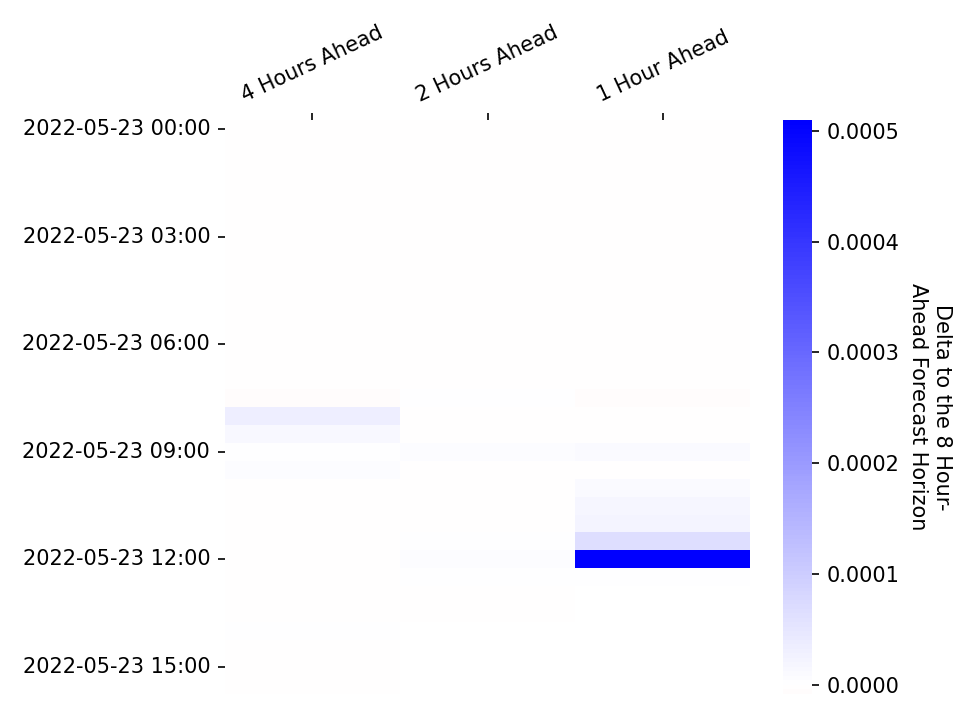 4 Hours Ahead
2 Hours Ahead
1 Hour Ahead
2022-05-23 00:00
2022-05-23 03:00
2022-05-23 06:00
2022-05-23 09:00
2022-05-23 12:00
2022-05-23 15:00
0.0005
0.0004
0.0003
0.0002
0.0001
0.0000
Delta to the 8 Hour-
Ahead Forecast Horizon